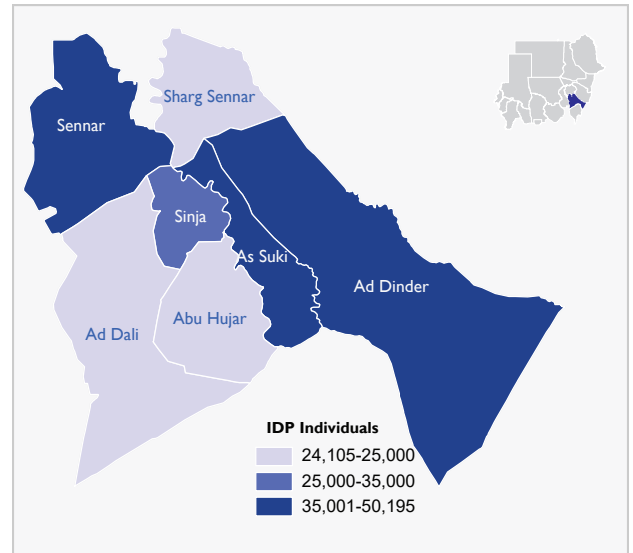 Sharg Sennar
Sennar
Sinja
As Suki
Ad Dinder
Abu Hujar
Ad Dali
IDP Individuals
24,105-25,000
25,000-35,000
35,001-50,195